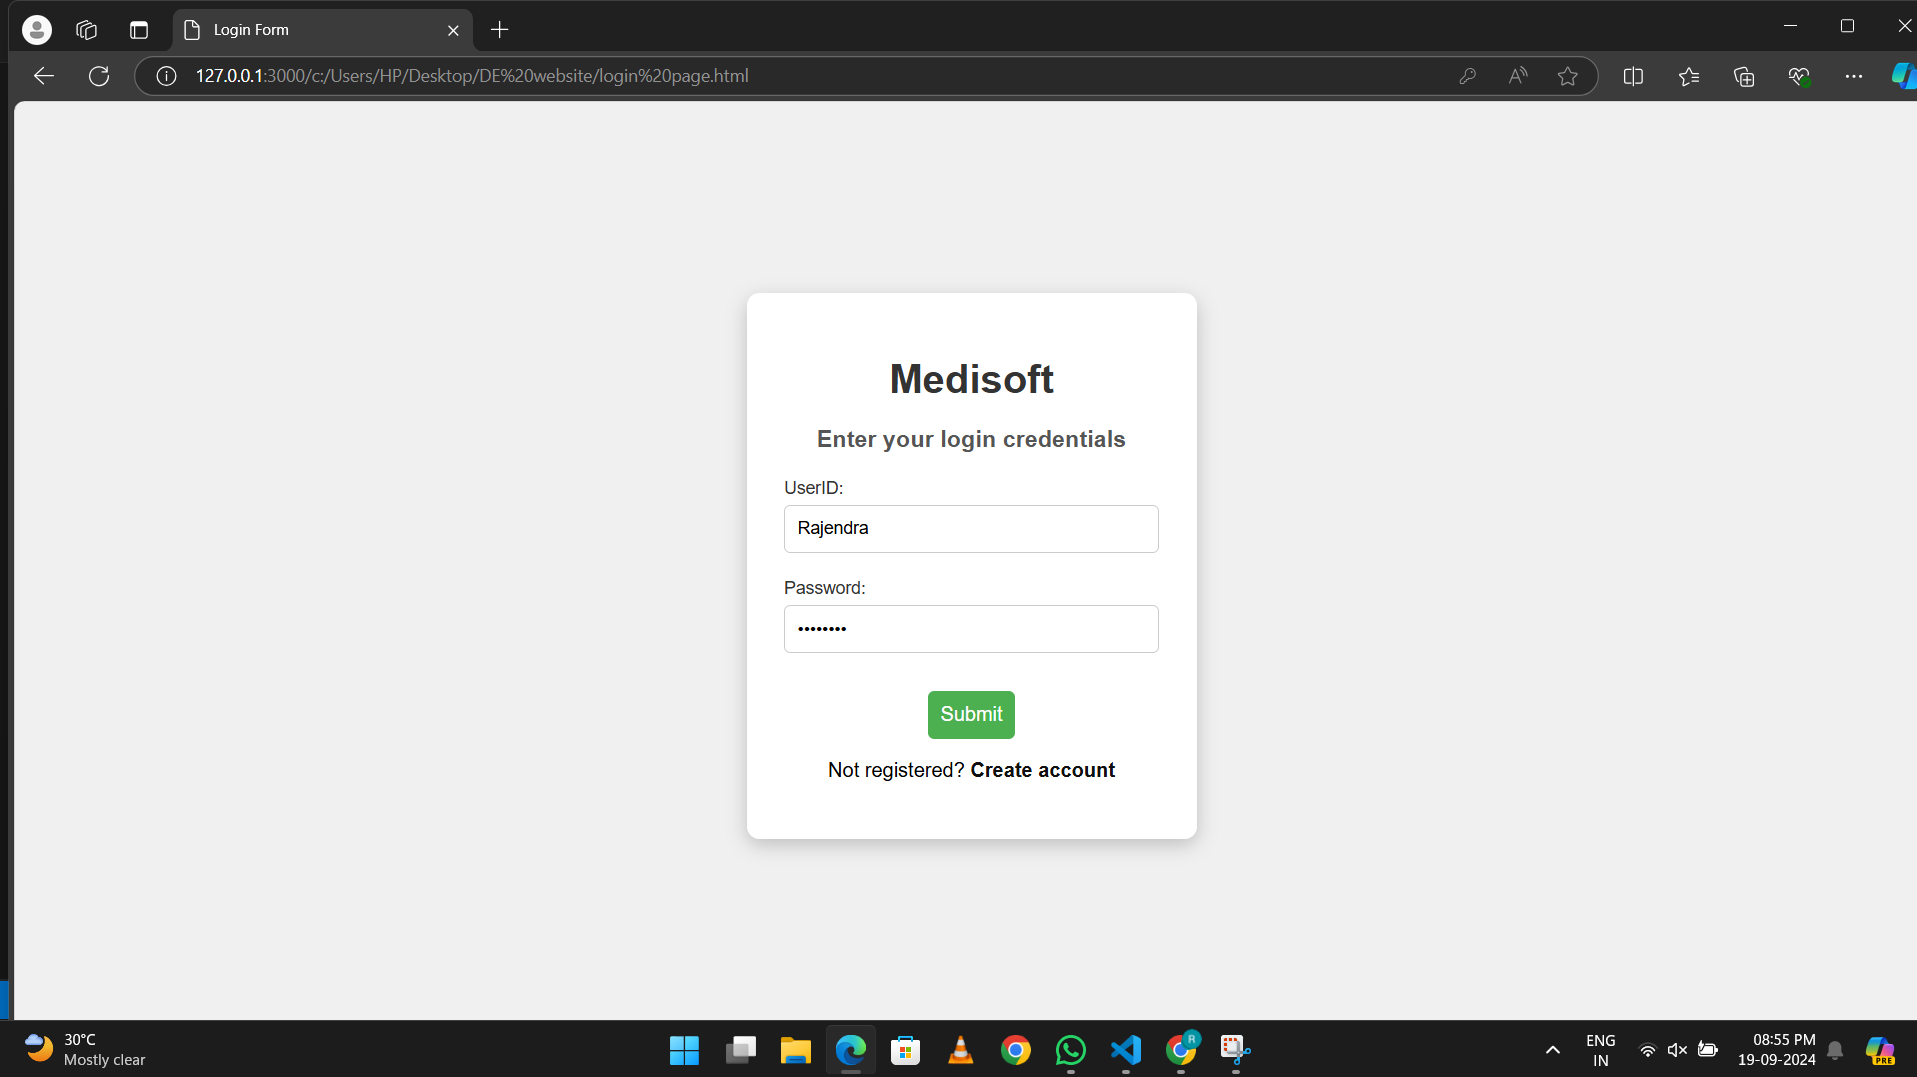 Login Form
127.0.0.1:3000/c:/Users/HP/Desktop/DE%20website/login%20page.html
Medisoft
Enter your login credentials
UserID:
Rajendra
Password:
••••••••
Submit
Not registered? Create account
30°C
Mostly clear
R
ENG
IN
08:55 PM
19-09-2024
PRE